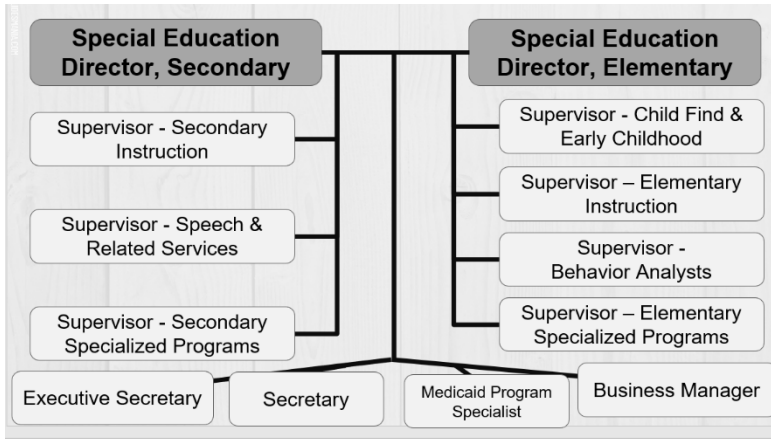 Special Education
Director, Secondary
Special Education
Director, Elementary
Supervisor - Secondary
Instruction
Supervisor - Speech &
Related Services
Supervisor - Secondary
Specialized Programs
Supervisor - Child Find &
Early Childhood
Supervisor – Elementary
Instruction
Supervisor -
Behavior Analysts
Supervisor – Elementary
Specialized Programs
Executive Secretary
Secretary
Medicaid Program
Specialist
Business Manager